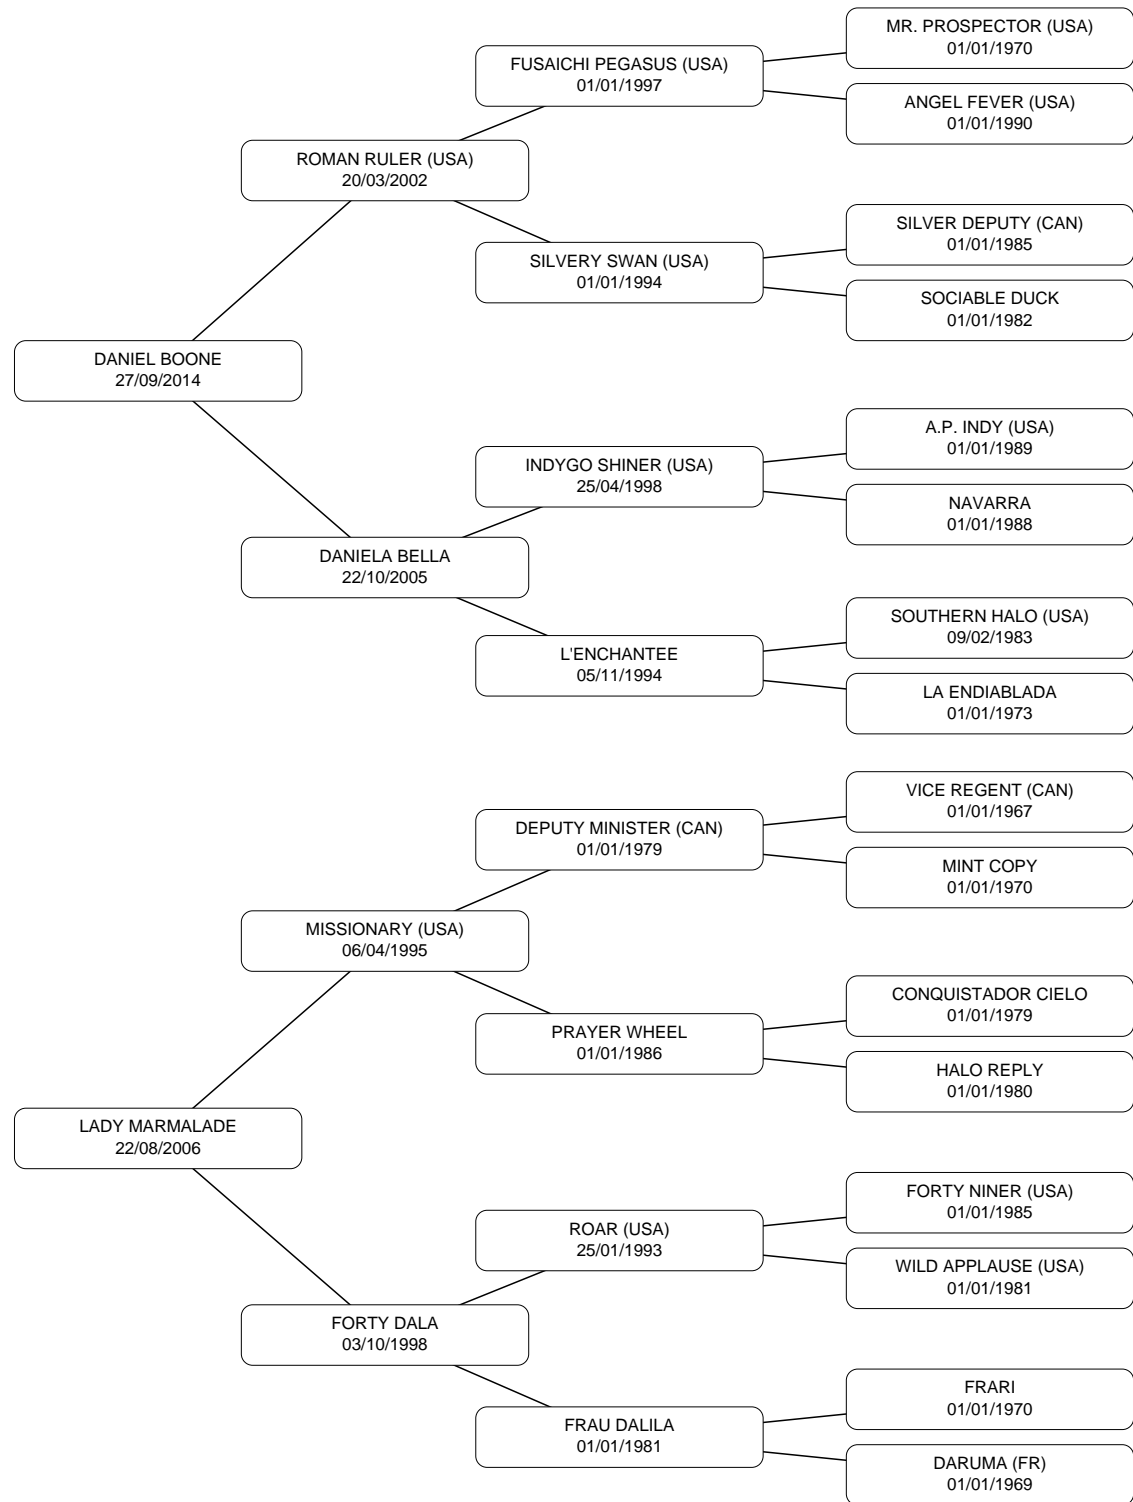 MR. PROSPECTOR (USA)
01/01/1970
FUSAICHI PEGASUS (USA)
01/01/1997
ANGEL FEVER (USA)
01/01/1990
ROMAN RULER (USA)
20/03/2002
SILVER DEPUTY (CAN)
01/01/1985
SILVERY SWAN (USA)
01/01/1994
SOCIABLE DUCK
01/01/1982
DANIEL BOONE
27/09/2014
A.P. INDY (USA)
01/01/1989
INDYGO SHINER (USA)
25/04/1998
NAVARRA
01/01/1988
DANIELA BELLA
22/10/2005
SOUTHERN HALO (USA)
09/02/1983
L'ENCHANTEE
05/11/1994
LA ENDIABLADA
01/01/1973
VICE REGENT (CAN)
01/01/1967
DEPUTY MINISTER (CAN)
01/01/1979
MINT COPY
01/01/1970
MISSIONARY (USA)
06/04/1995
CONQUISTADOR CIELO
01/01/1979
PRAYER WHEEL
01/01/1986
HALO REPLY
01/01/1980
LADY MARMALADE
22/08/2006
FORTY NINER (USA)
01/01/1985
ROAR (USA)
25/01/1993
WILD APPLAUSE (USA)
01/01/1981
FORTY DALA
03/10/1998
FRARI
01/01/1970
FRAU DALILA
01/01/1981
DARUMA (FR)
01/01/1969